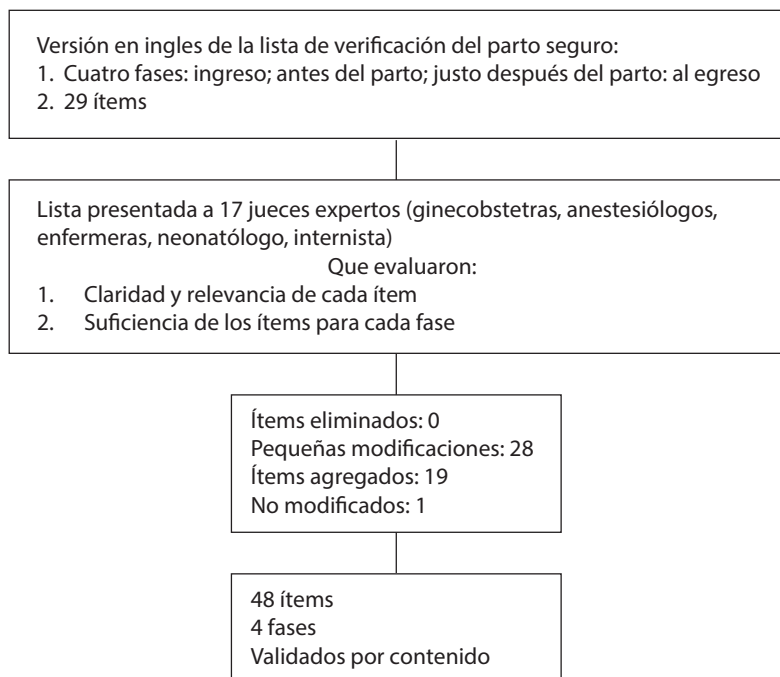 Versión en ingles de la lista de verificación del parto seguro:
1. Cuatro fases: ingreso; antes del parto; justo después del parto: al egreso
2. 29 ítems
Lista presentada a 17 jueces expertos (ginecobstetras, anestesiólogos,
enfermeras, neonatólogo, internista)
Que evaluaron:
1. Claridad y relevancia de cada ítem
2. Suficiencia de los ítems para cada fase
Ítems eliminados: 0
Pequeñas modificaciones: 28
Ítems agregados: 19
No modificados: 1
48 ítems
4 fases
Validados por contenido